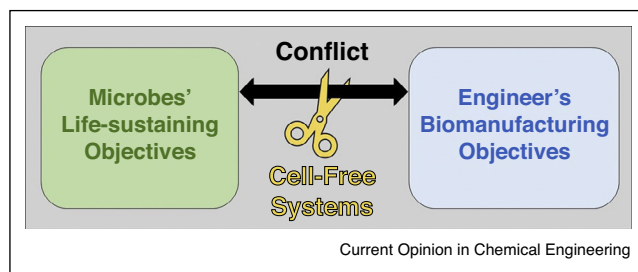 Conflict
Microbes'
Life-sustaining
Objectives
Engineer's
Biomanufacturing
Objectives
Cell-Free
Systems
Current Opinion in Chemical Engineering